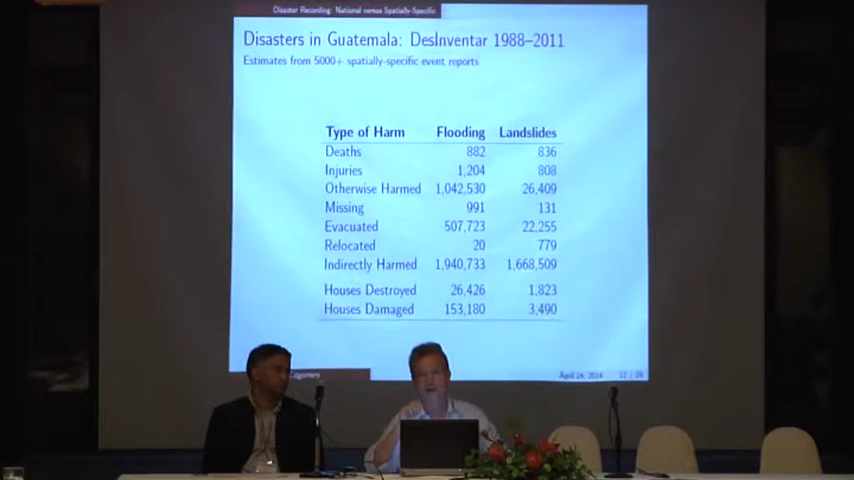 Disaster Recording: National versus Spatially-Specific
Disasters in Guatemala: DesInventar 1988–2011
Estimates from 5000+ spatially-specific event reports
Type of Harm Flooding Landslides
Deaths 882 836
Injuries 1,204 808
Otherwise Harmed 1,042,530 26,409
Missing 991 131
Evacuated 507,723 22,255
Relocated 20 779
Indirectly Harmed 1,940,733 1,668,509
Houses Destroyed 26,426 1,823
Houses Damaged 153,180 3,490
April 24, 2014 12 /